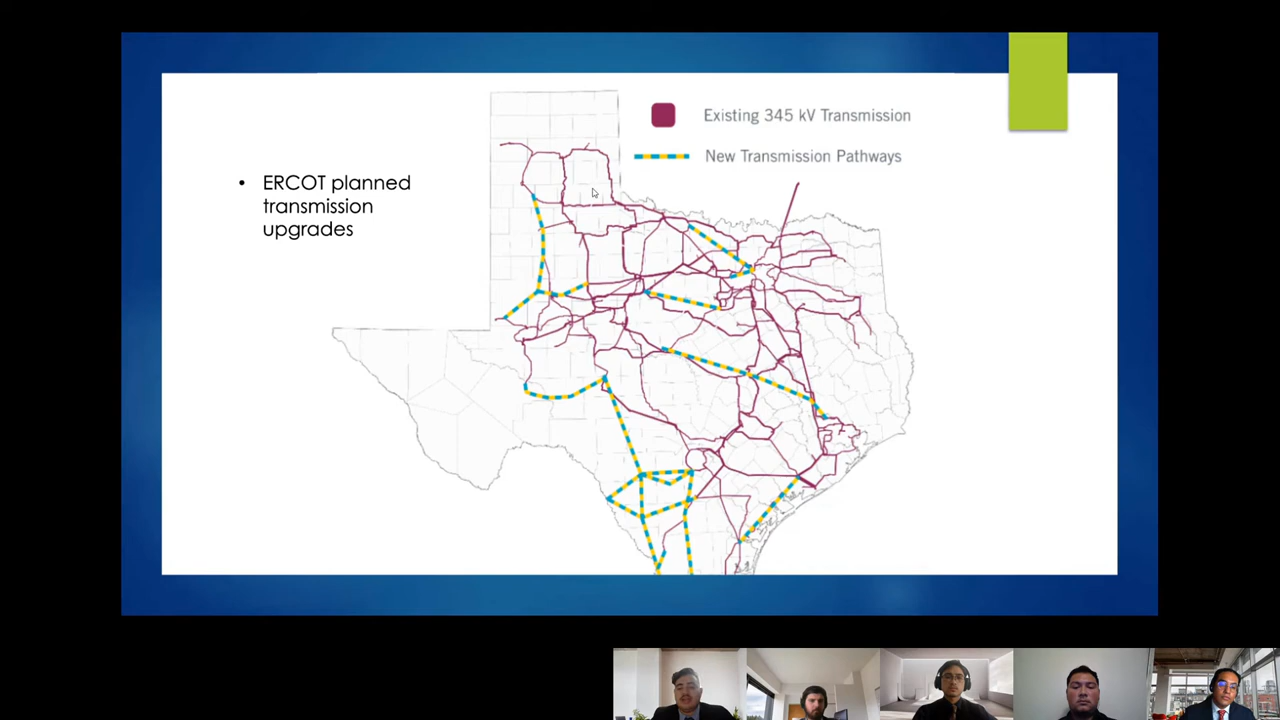 Existing 345 kV Transmission
New Transmission Pathways
• ERCOT planned
transmission
upgrades